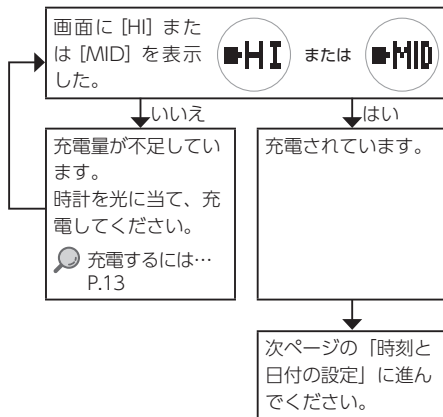 画面に [HI] また
は [MID] を表示
した。
HI または MID
いいえ
はい
充電量が不足してい
ます。
時計を光に当て、充
電してください。
充電するには…
P.13
充電されています。
次ページの「時刻と
日付の設定」に進ん
でください。